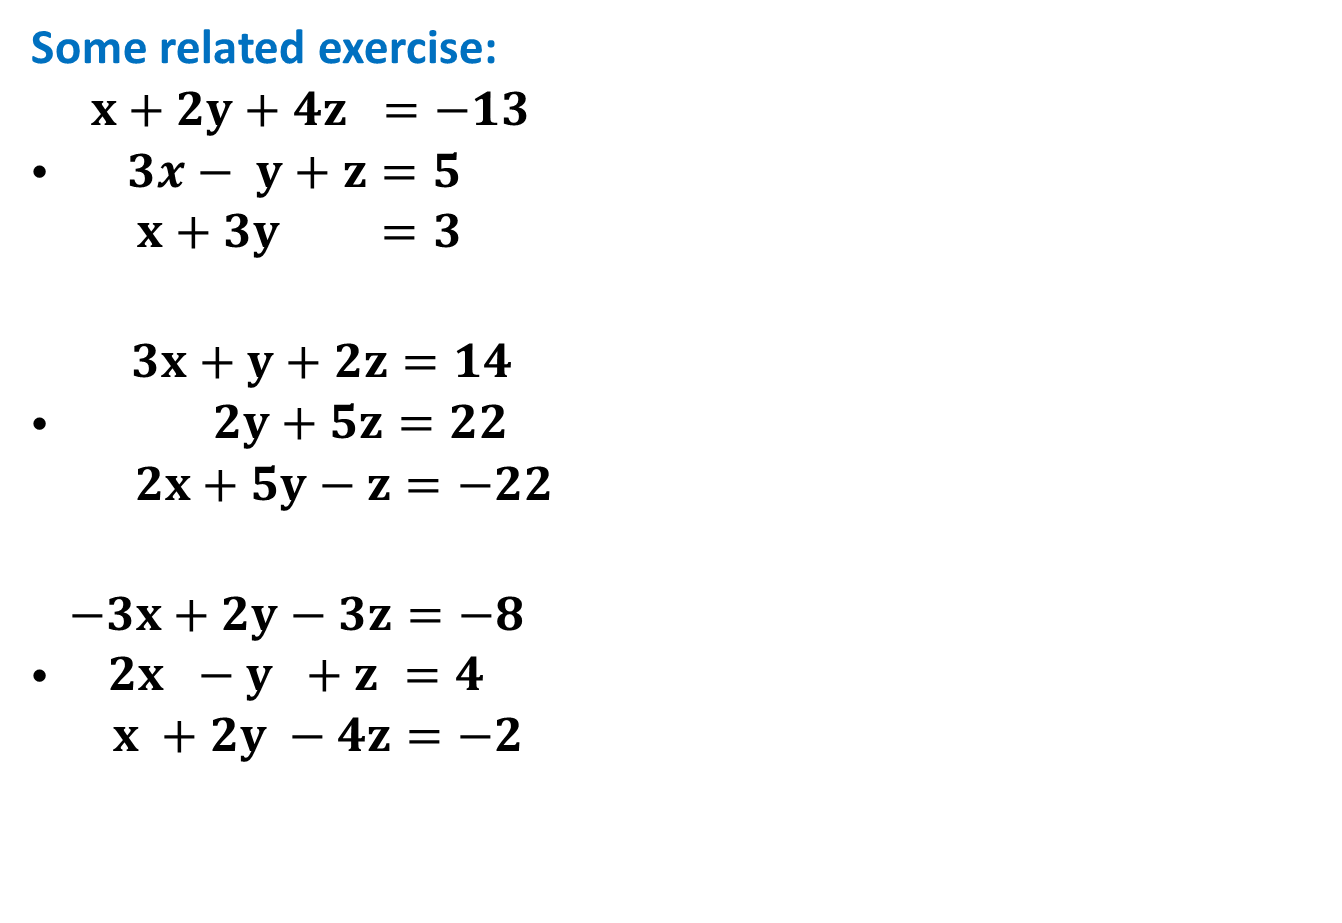 Some related exercise:
x + 2y + 4z = −13
• 3x − y + z = 5
x + 3y = 3
3x + y + 2z = 14
• 2y + 5z = 22
2x + 5y − z = −22
−3x + 2y − 3z = −8
• 2x − y + z = 4
x + 2y − 4z = −2